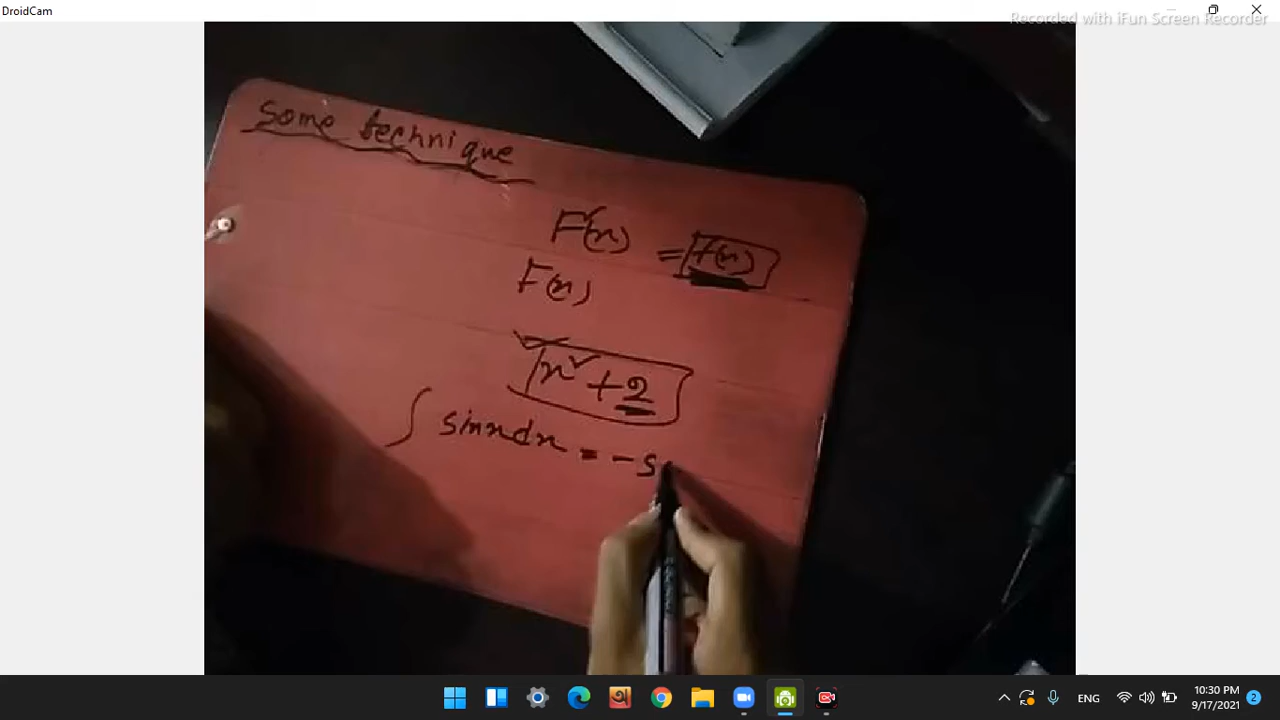 DroidCam
Recorded with iFun Screen Recorder
Some technique
F'(x) = f(x)
F(x)
x² + 2
∫ sinx dx = - s
ENG
10:30 PM
9/17/2021
2